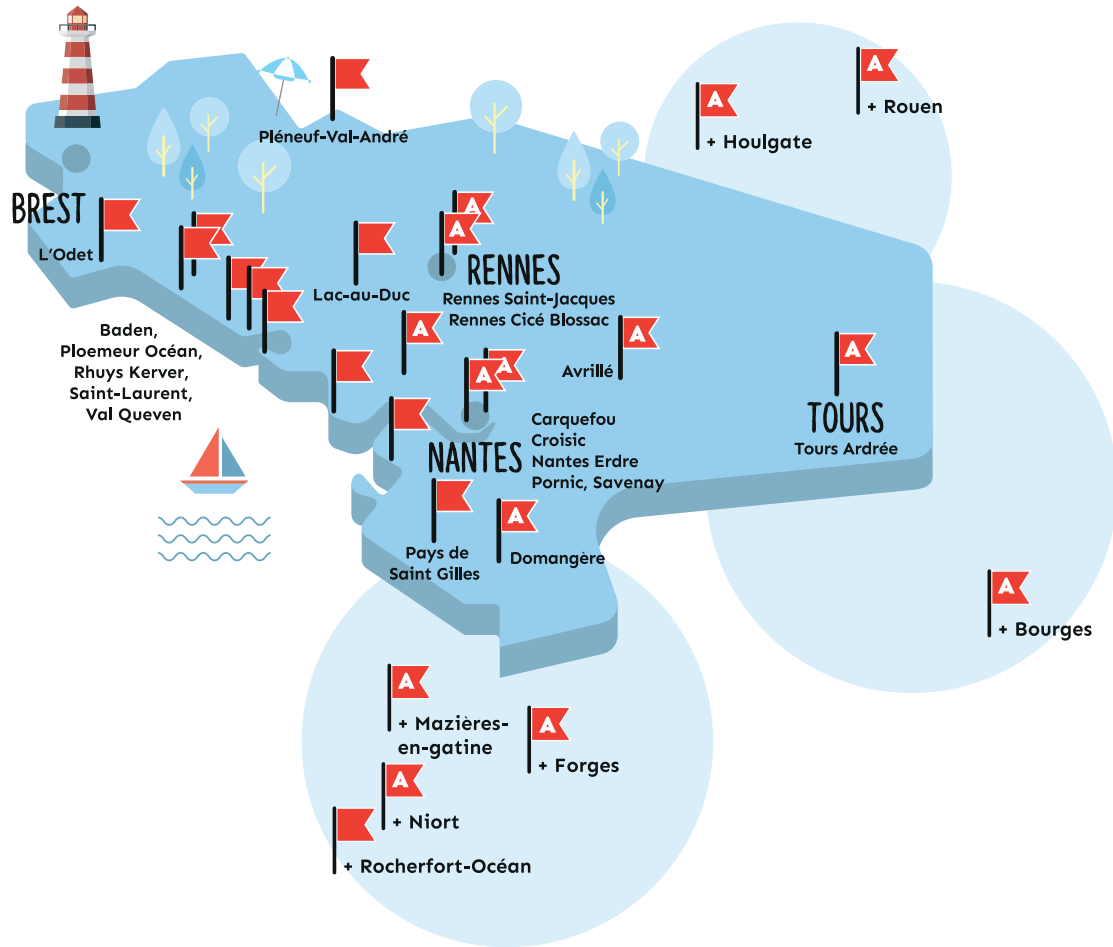 A
+ Rouen
A
+ Houlgate
Pléneuf-Val-André
BREST
L'Odet
A
A
RENNES
Rennes Saint-Jacques
Rennes Cicé Blossac
Lac-au-Duc
Baden,
Ploemeur Océan,
Rhuys Kerver,
Saint-Laurent,
Val Queven
A
A
Avrillé
A
TOURS
Tours Ardrée
A
A
NANTES
Carquefou
Croisic
Nantes Erdre
Pornic, Savenay
Pays de
Saint Gilles
A
Domangère
A
+ Bourges
A
+ Mazières-
en-gatine
A
+ Forges
A
+ Niort
+ Rocherfort-Océan